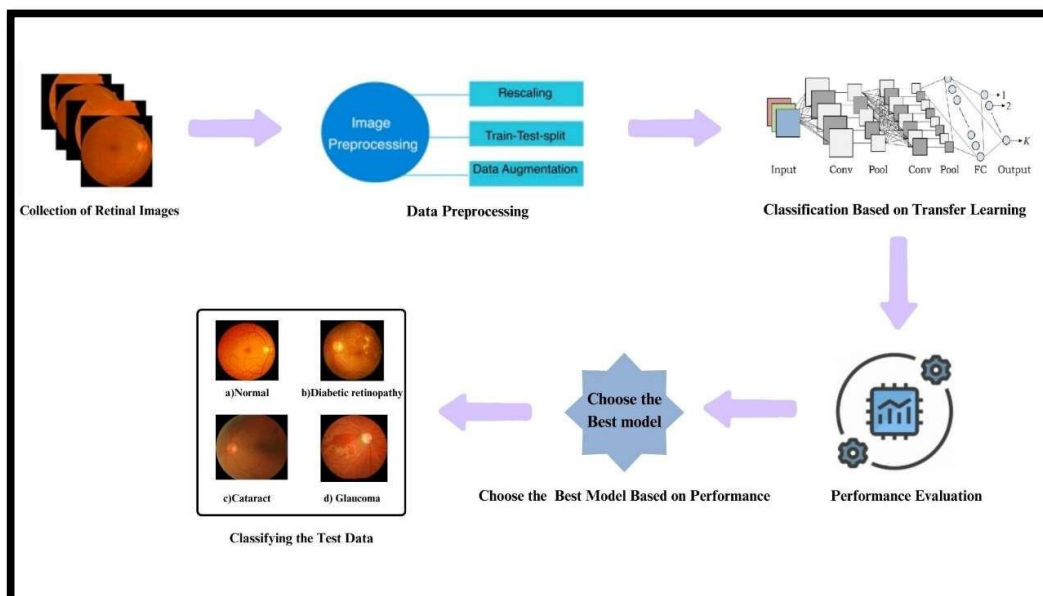 Image
Preprocessing
Rescaling
Train-Test-split
Data Augmentation
1
2
K
Input
Conv
Pool
Conv
Pool
FC
Output
Collection of Retinal Images
Data Preprocessing
Classification Based on Transfer Learning
a)Normal
b)Diabetic retinopathy
c)Cataract
d) Glaucoma
Classifying the Test Data
Choose the
Best model
Choose the Best Model Based on Performance
Performance Evaluation